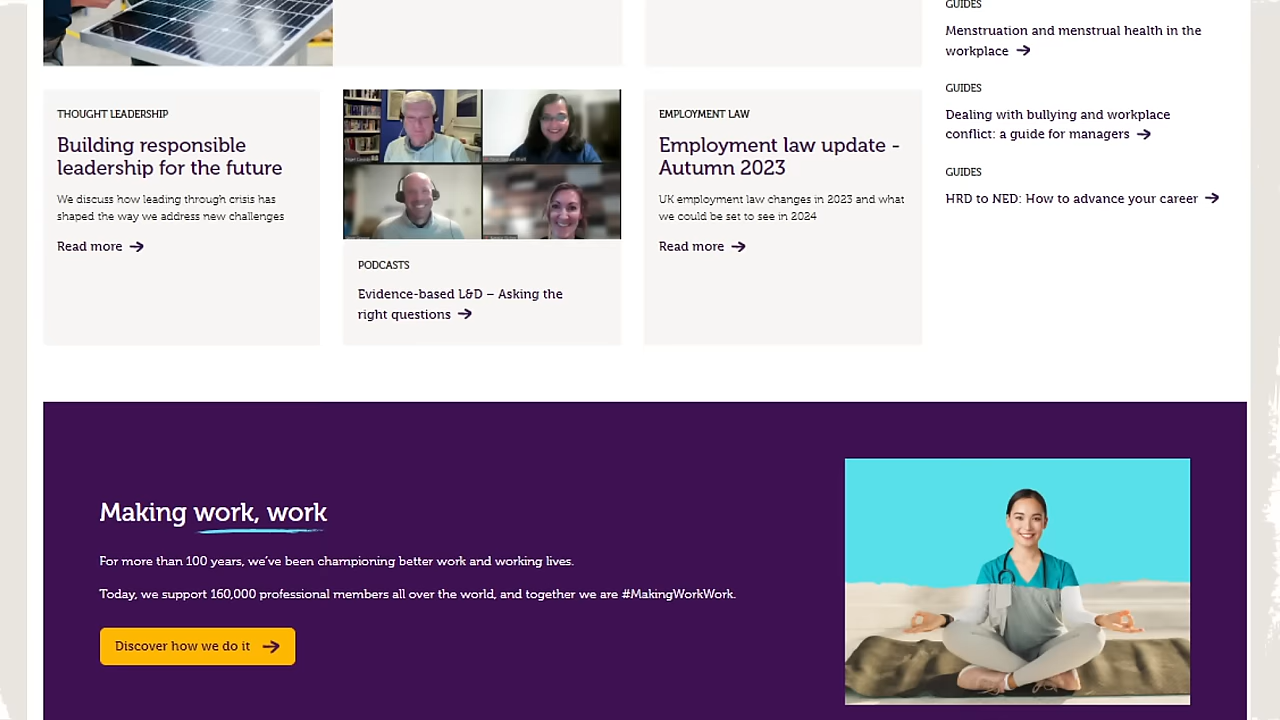 THOUGHT LEADERSHIP
Building responsible
leadership for the future
We discuss how leading through crisis has
shaped the way we address new challenges
Read more
PODCASTS
Evidence-based L&D – Asking the
right questions
EMPLOYMENT LAW
Employment law update -
Autumn 2023
UK employment law changes in 2023 and what
we could be set to see in 2024
Read more
GUIDES
Menstruation and menstrual health in the
workplace
GUIDES
Dealing with bullying and workplace
conflict: a guide for managers
GUIDES
HRD to NED: How to advance your career
Making work, work
For more than 100 years, we've been championing better work and working lives.
Today, we support 160,000 professional members all over the world, and together we are #MakingWorkWork.
Discover how we do it